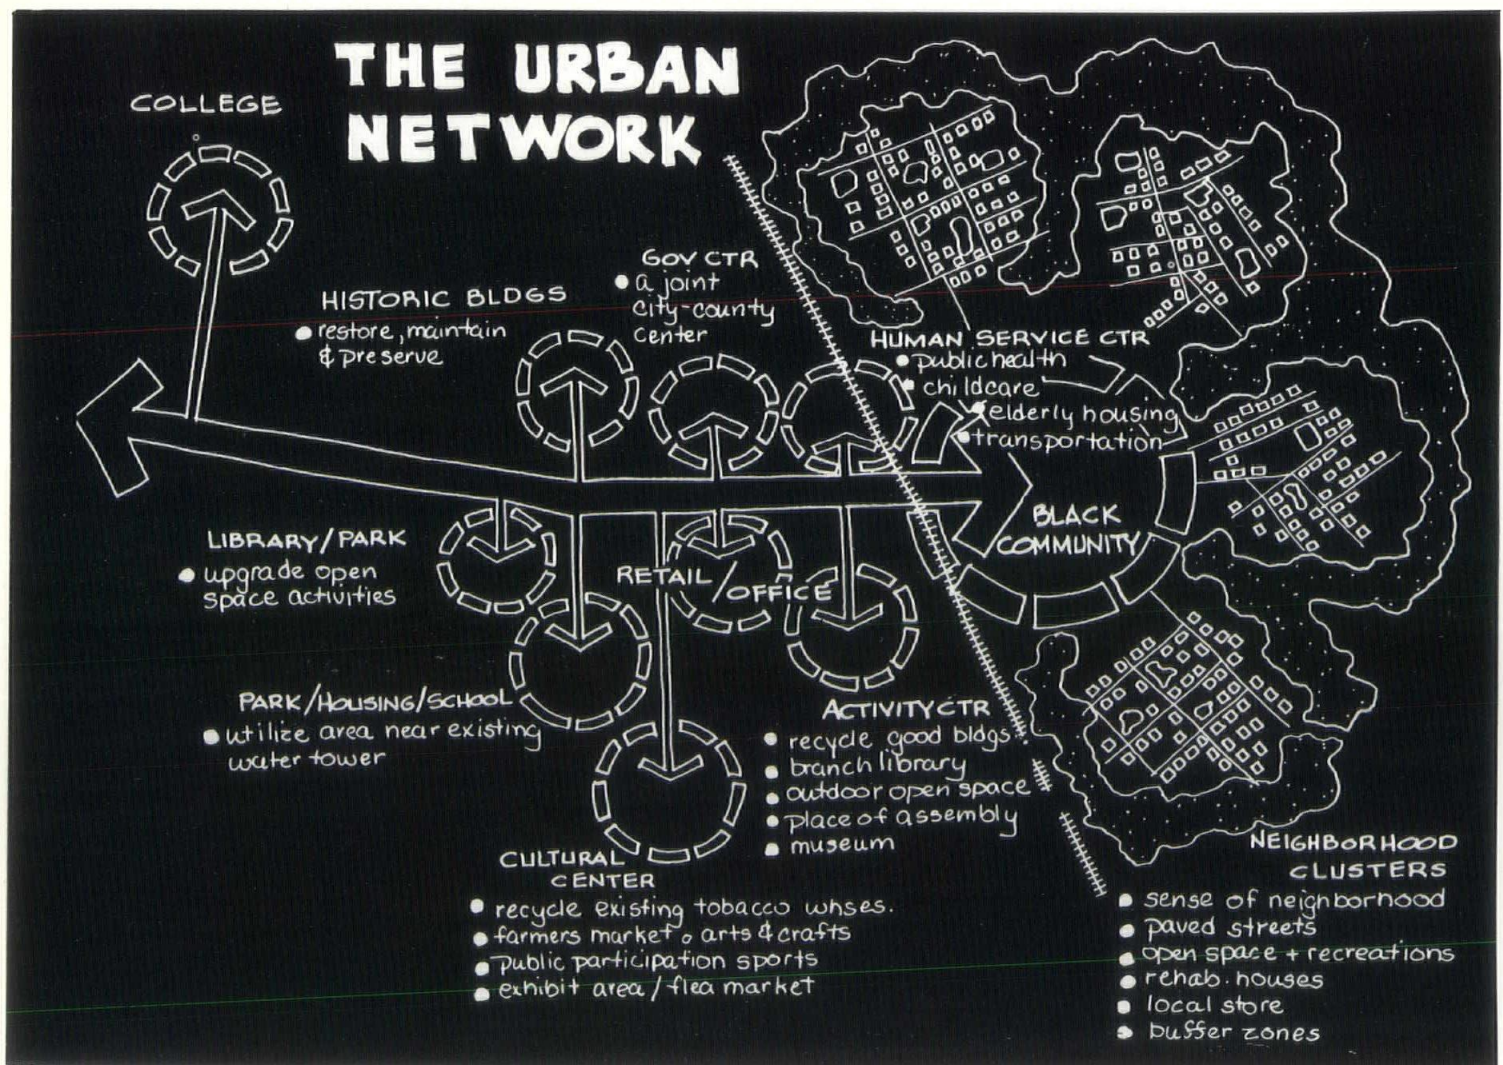 THE URBAN
NETWORK
COLLEGE
HISTORIC BLDGS
• restore, maintain
& preserve
GOV CTR
• a joint
city-county
center
HUMAN SERVICE CTR
• public health
• childcare
• elderly housing
• transportation
BLACK
COMMUNITY
LIBRARY/PARK
• upgrade open
space activities
RETAIL/OFFICE
PARK/HOUSING/SCHOOL
• utilize area near existing
water tower
ACTIVITY CTR
• recycle good bldgs
• branch library
• outdoor open space
• place of assembly
• museum
CULTURAL
CENTER
• recycle existing tobacco whses.
• farmers market • arts & crafts
• public participation sports
• exhibit area / flea market
NEIGHBORHOOD
CLUSTERS
• sense of neighborhood
• paved streets
• open space + recreations
• rehab. houses
• local store
• buffer zones